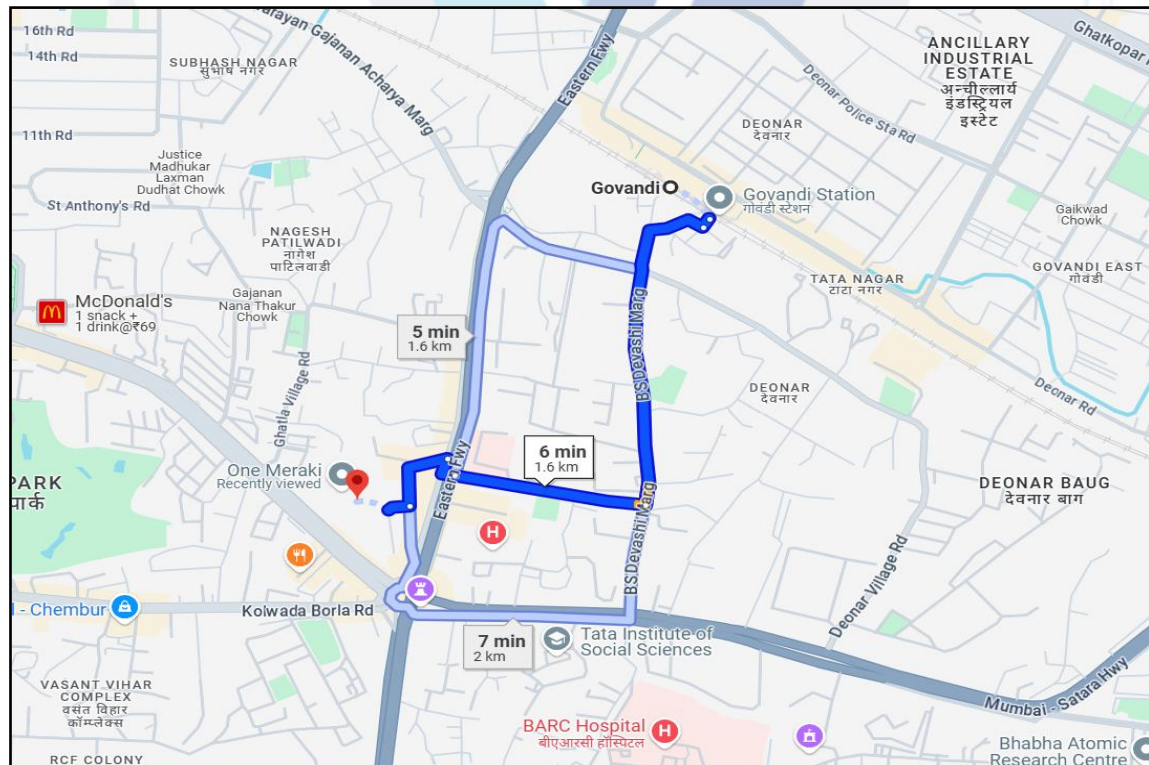 16th Rd
14th Rd
11th Rd
SUBHASH NAGAR
सुभाष नगर
arayan Gajanan Acharya Marg
Eastern Fwy
ANCILLARY
INDUSTRIAL
ESTATE
अन्चील्लार्य
इंडस्ट्रियल
इस्टेट
Ghatkopar
Deonar Police Sta Rd
DEONAR
देवनार
Justice
Madhukar
Laxman
Dudhat Chowk
St Anthony's Rd
Govandi
Govandi Station
गोवंडी स्टेशन
Gaikwad
Chowk
NAGESH
PATILWADI
नागेश
पाटिलवाडी
GOVANDI EAST
गोवंडी
TATA NAGAR
टाटा नगर
McDonald's
1 snack +
1 drink@₹69
Gajanan
Nana Thakur
Chowk
5 min
1.6 km
B.S.Devashi Marg
DEONAR
देवनार
Deonar Rd
Ghatla Village Rd
6 min
1.6 km
One Meraki
Recently viewed
Eastern Fwy
PARK
पार्क
DEONAR BAUG
देवनार बाग
H
B.S.Devashi Marg
Deonar Village Rd
l - Chembur
Kolwada Borla Rd
7 min
2 km
Tata Institute of
Social Sciences
VASANT VIHAR
COMPLEX
वसंत विहार
कॉम्प्लेक्स
Mumbai - Satara Hwy
BARC Hospital
बीएआरसी हॉस्पिटल
H
RCF COLONY
Bhabha Atomic
Research Centre